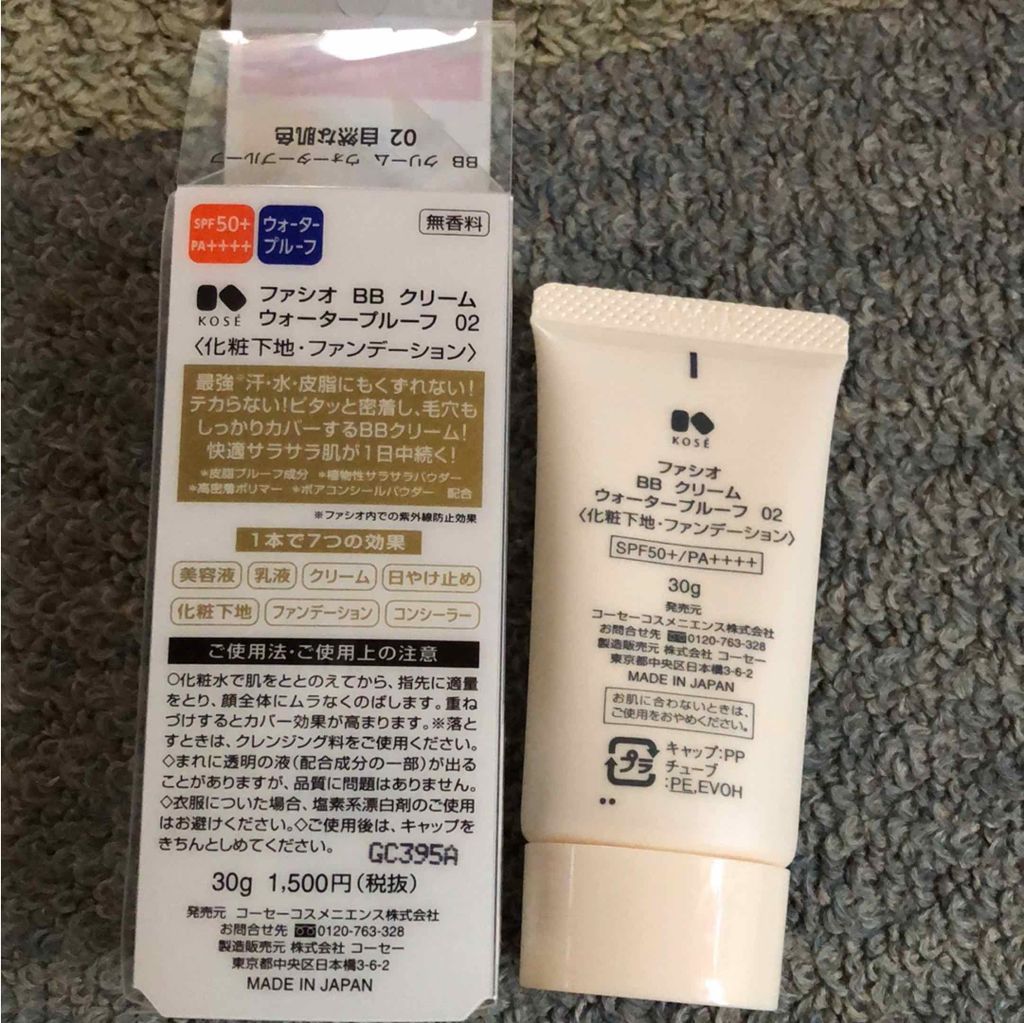 02 自然な肌色
BB クリーム ウォータープルーフ
SPF50+
PA++++
ウォーター
プルーフ
無香料
KOSÉ
ファシオ BB クリーム
ウォータープルーフ 02
〈化粧下地・ファンデーション〉
最強※汗・水・皮脂にもくずれない!
テカらない!ピタッと密着し、毛穴も
しっかりカバーするBBクリーム!
快適サラサラ肌が1日中続く!
*皮脂プルーフ成分 *植物性サラサラパウダー
*高密着ポリマー *ポアコンシールパウダー 配合
※ファシオ内での紫外線防止効果
1本で7つの効果
美容液 乳液 クリーム 日やけ止め
化粧下地 ファンデーション コンシーラー
ご使用法・ご使用上の注意
○化粧水で肌をととのえてから、指先に適量
をとり、顔全体にムラなくのばします。重ね
づけするとカバー効果が高まります。※落と
すときは、クレンジング料をご使用ください。
◇まれに透明の液(配合成分の一部)が出る
ことがありますが、品質に問題はありません。
◇衣服についた場合、塩素系漂白剤のご使用
はお避けください。◇ご使用後は、キャップを
きちんとしめてください。
GC395A
30g 1,500円(税抜)
発売元 コーセーコスメニエンス株式会社
お問合せ先 0120-763-328
製造販売元 株式会社 コーセー
東京都中央区日本橋3-6-2
MADE IN JAPAN
KOSÉ
ファシオ
BB クリーム
ウォータープルーフ 02
〈化粧下地・ファンデーション〉
SPF50+/PA++++
30g
発売元
コーセーコスメニエンス株式会社
お問合せ先 0120-763-328
製造販売元 株式会社 コーセー
東京都中央区日本橋3-6-2
MADE IN JAPAN
お肌に合わないときは、
ご使用をおやめください。
プラ
キャップ:PP
チューブ
:PE,EVOH